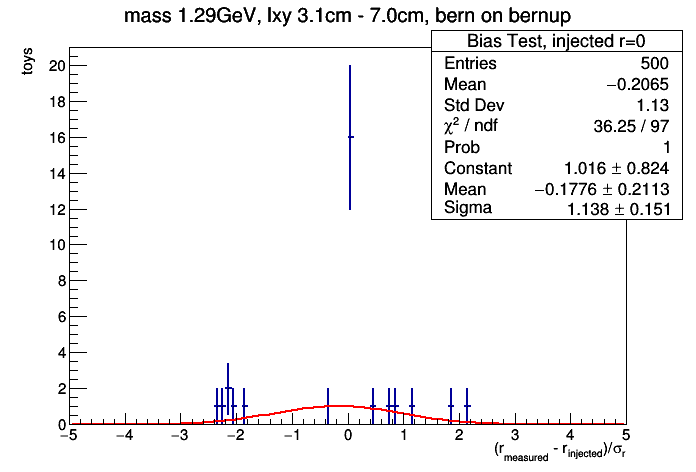 mass 1.29GeV, lxy 3.1cm - 7.0cm, bern on bernup
Bias Test, injected r=0
Entries 500
Mean −0.2065
Std Dev 1.13
χ² / ndf 36.25 / 97
Prob 1
Constant 1.016 ± 0.824
Mean −0.1776 ± 0.2113
Sigma 1.138 ± 0.151
toys
20
18
16
14
12
10
8
6
4
2
0
−5 −4 −3 −2 −1 0 1 2 3 4 5
(r_measured - r_injected)/σ_r